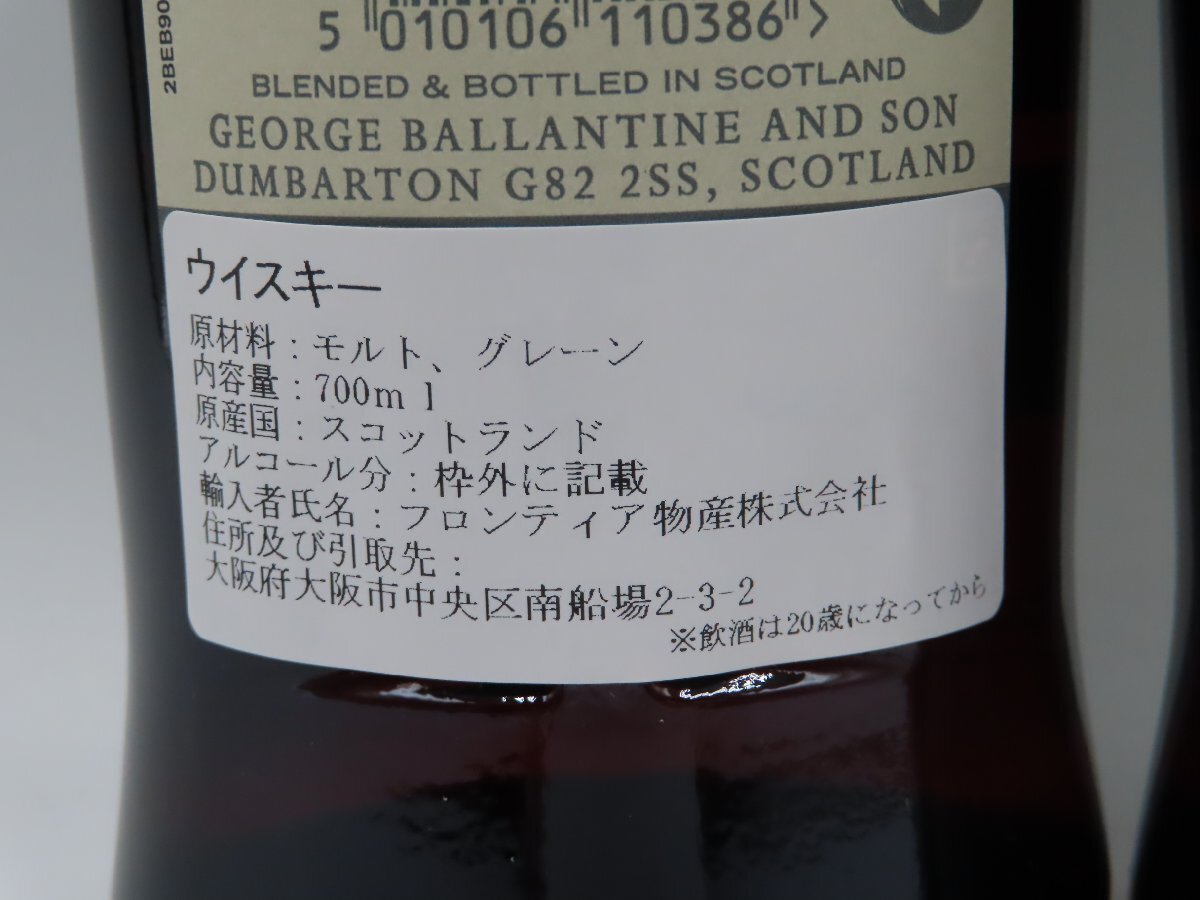 2BEB90
5 010106 110386 >
BLENDED & BOTTLED IN SCOTLAND
GEORGE BALLANTINE AND SON
DUMBARTON G82 2SS, SCOTLAND
ウイスキー
原材料：モルト、グレーン
内容量：700ml
原産国：スコットランド
アルコール分：枠外に記載
輸入者氏名：フロンティア物産株式会社
住所及び引取先：
大阪府大阪市中央区南船場2-3-2
※飲酒は20歳になってから